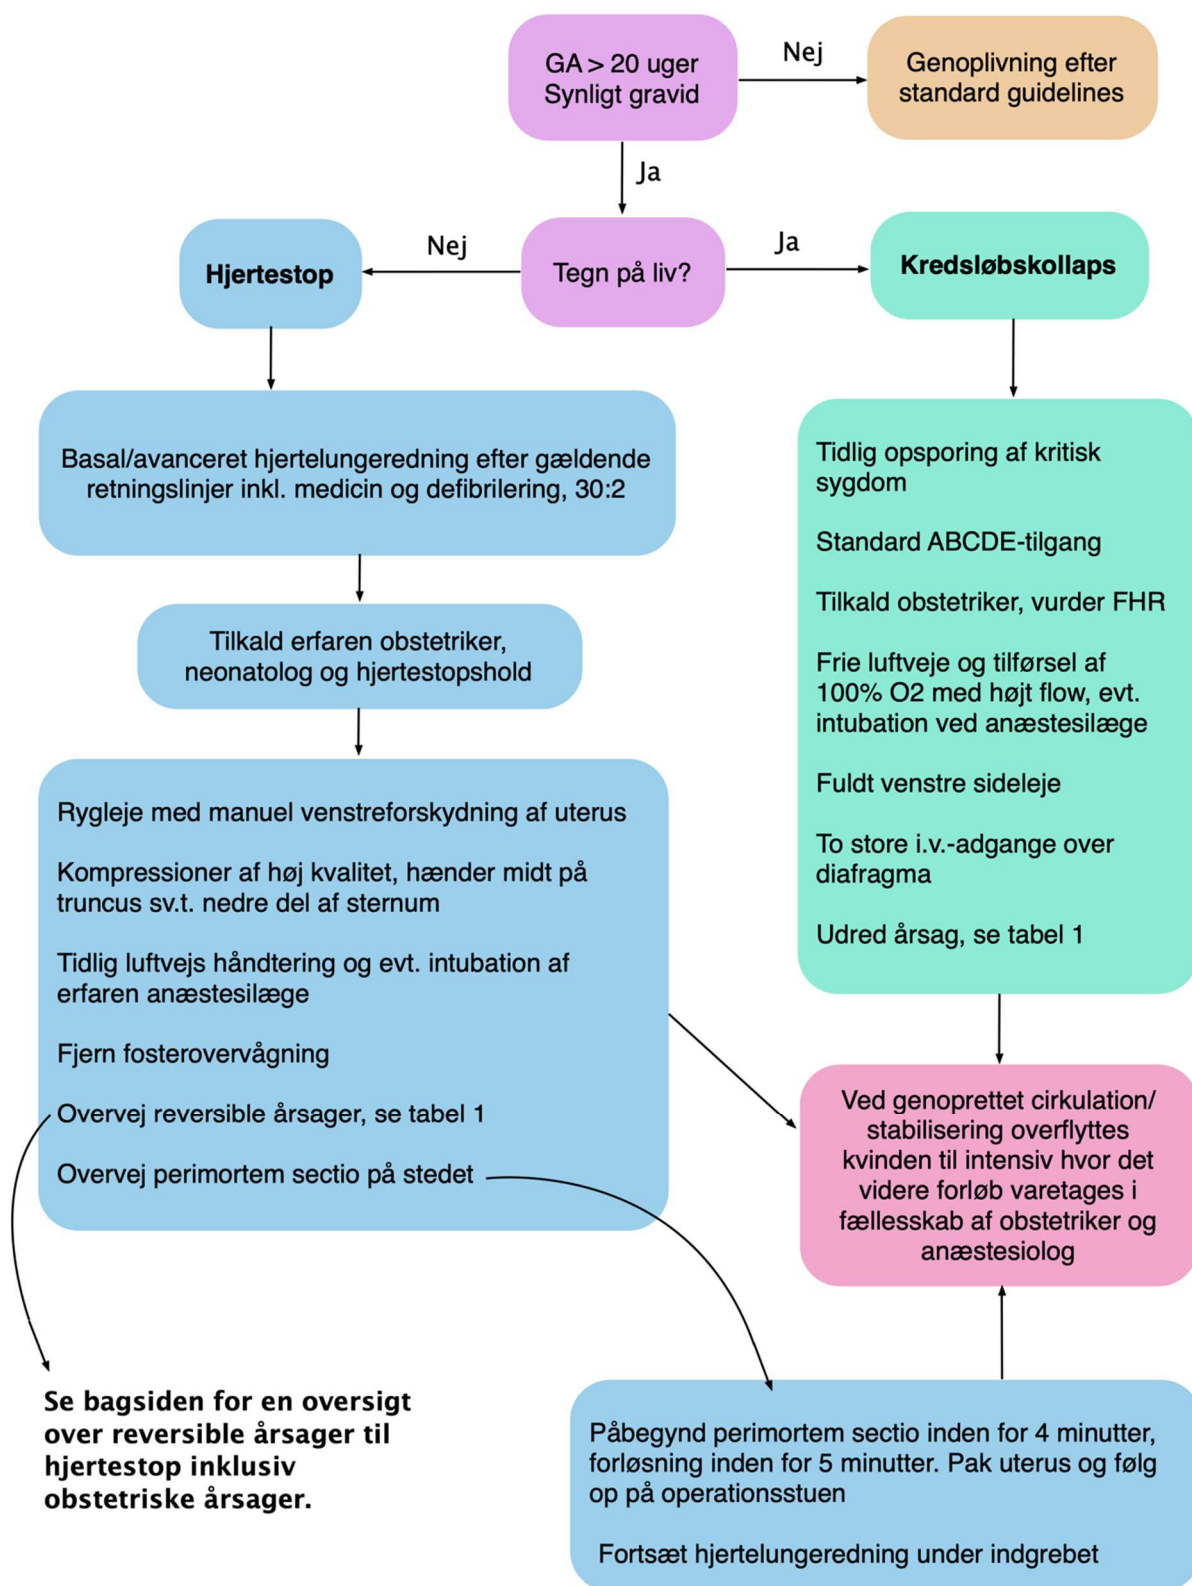 GA > 20 uger
Synligt gravid
Nej
Genoplivning efter
standard guidelines
Ja
Hjertestop
Nej
Tegn på liv?
Ja
Kredsløbskollaps
Basal/avanceret hjertelungeredning efter gældende
retningslinjer inkl. medicin og defibrilering, 30:2
Tilkald erfaren obstetriker,
neonatolog og hjertestopshold
Rygleje med manuel venstreforskydning af uterus
Kompressioner af høj kvalitet, hænder midt på
truncus sv.t. nedre del af sternum
Tidlig luftvejs håndtering og evt. intubation af
erfaren anæstesilæge
Fjern fosterovervågning
Overvej reversible årsager, se tabel 1
Overvej perimortem sectio på stedet
Tidlig opsporing af kritisk
sygdom
Standard ABCDE-tilgang
Tilkald obstetriker, vurder FHR
Frie luftveje og tilførsel af
100% O2 med højt flow, evt.
intubation ved anæstesilæge
Fuldt venstre sideleje
To store i.v.-adgange over
diafragma
Udred årsag, se tabel 1
Ved genoprettet cirkulation/
stabilisering overflyttes
kvinden til intensiv hvor det
videre forløb varetages i
fællesskab af obstetriker og
anæstesiolog
Se bagsiden for en oversigt
over reversible årsager til
hjertestop inklusiv
obstetriske årsager.
Påbegynd perimortem sectio inden for 4 minutter,
forløsning inden for 5 minutter. Pak uterus og følg
op på operationsstuen
Fortsæt hjertelungeredning under indgrebet